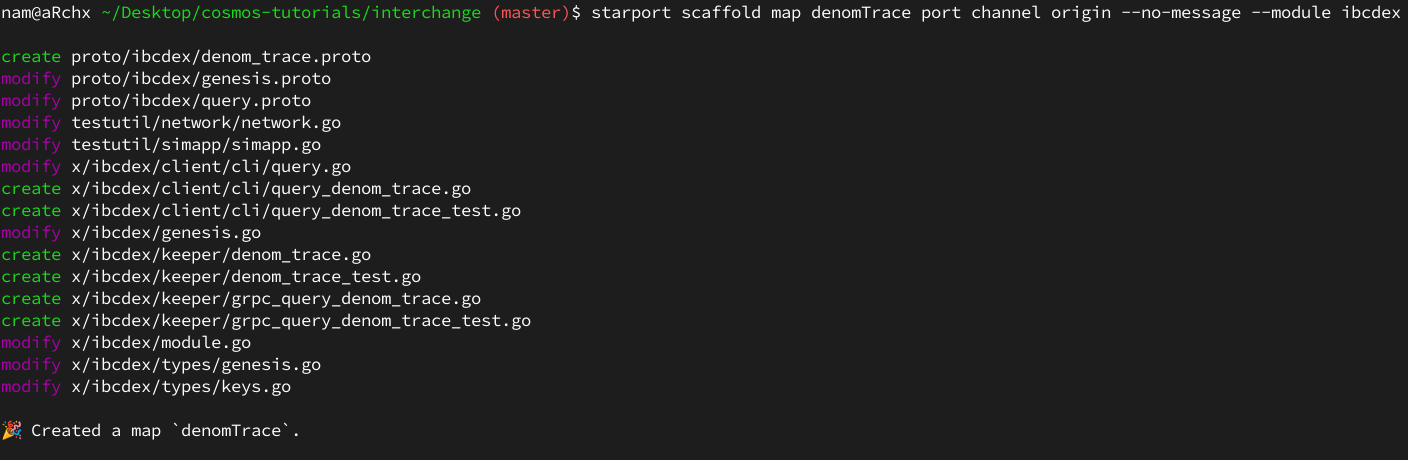 nam@aRchx ~/Desktop/cosmos-tutorials/interchange (master)$ starport scaffold map denomTrace port channel origin --no-message --module ibcdex
create proto/ibcdex/denom_trace.proto
modify proto/ibcdex/genesis.proto
modify proto/ibcdex/query.proto
modify testutil/network/network.go
modify testutil/simapp/simapp.go
modify x/ibcdex/client/cli/query.go
create x/ibcdex/client/cli/query_denom_trace.go
create x/ibcdex/client/cli/query_denom_trace_test.go
modify x/ibcdex/genesis.go
create x/ibcdex/keeper/denom_trace.go
create x/ibcdex/keeper/denom_trace_test.go
create x/ibcdex/keeper/grpc_query_denom_trace.go
create x/ibcdex/keeper/grpc_query_denom_trace_test.go
modify x/ibcdex/module.go
modify x/ibcdex/types/genesis.go
modify x/ibcdex/types/keys.go
🎉 Created a map `denomTrace`.